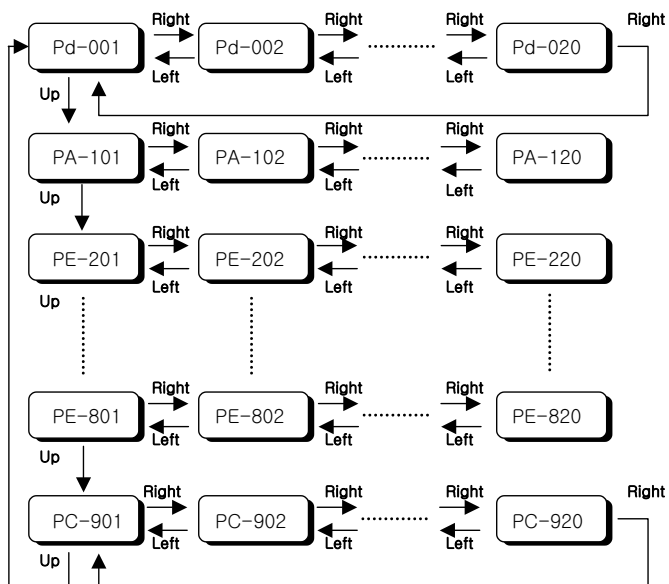 Right Right Right Right
Pd-001 Pd-002 Pd-020
Left Left Left
Up
Right Right Right
PA-101 PA-102 PA-120
Left Left Left
Up
Right Right Right
PE-201 PE-202 PE-220
Left Left Left
Up
Right Right Right
PE-801 PE-802 PE-820
Left Left Left
Up
Right Right Right Right
PC-901 PC-902 PC-920
Left Left Left
Up